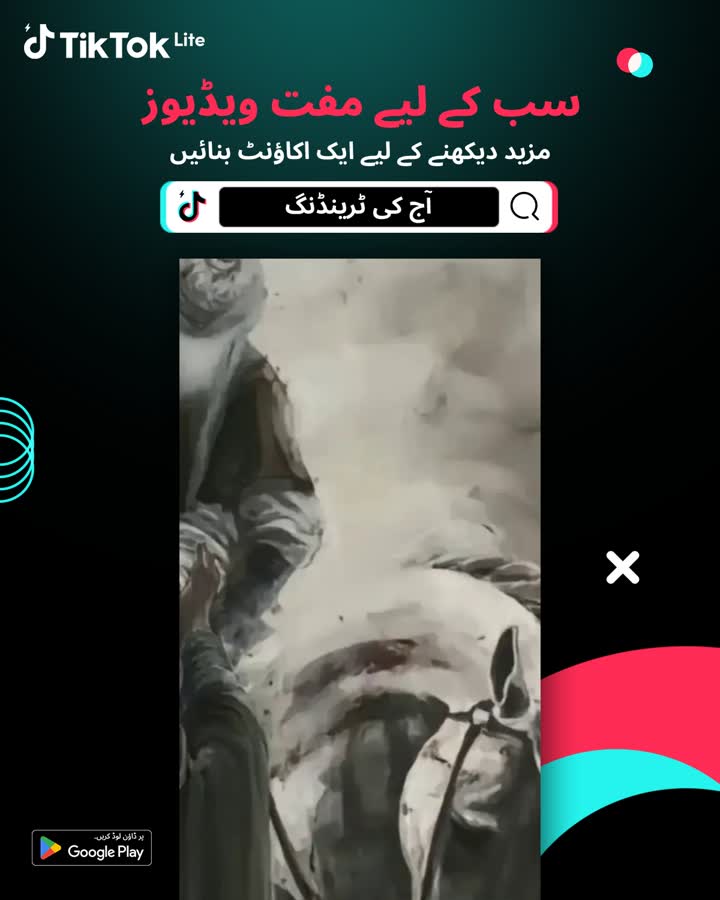 TikTok Lite
سب کے لیے مفت ویڈیوز
مزید دیکھنے کے لیے ایک اکاؤنٹ بنائیں
آج کی ٹرینڈنگ
پر ڈاؤن لوڈ کریں۔
Google Play